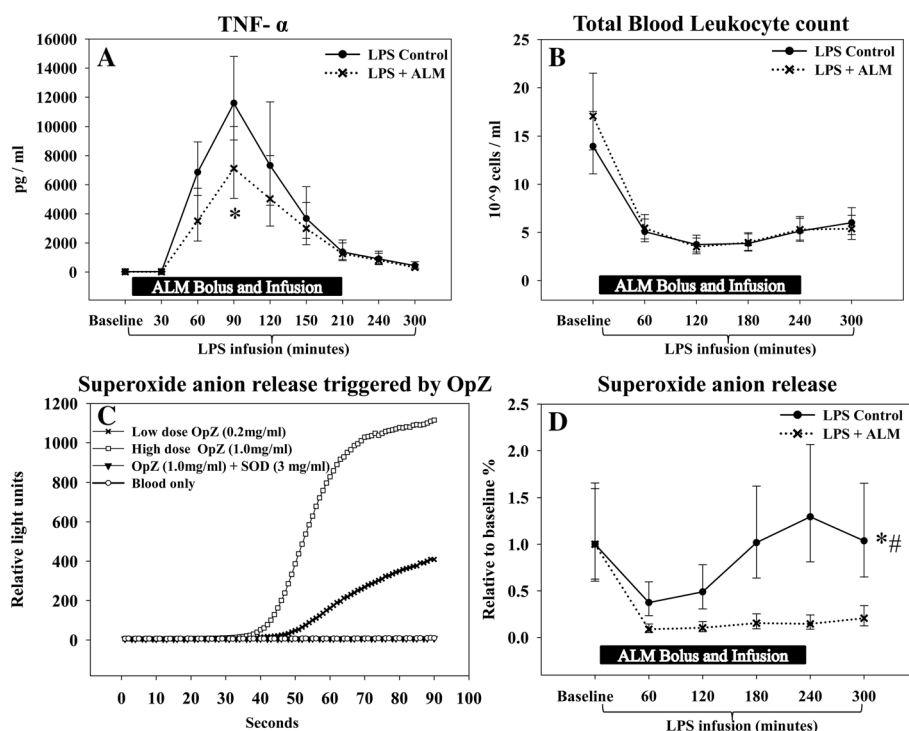 TNF- α
A
LPS Control
LPS + ALM
16000
14000
12000
10000
8000
6000
4000
2000
0
pg / ml
ALM Bolus and Infusion
Baseline 30 60 90 120 150 210 240 300
LPS infusion (minutes)
*
Total Blood Leukocyte count
B
LPS Control
LPS + ALM
25
20
15
10
5
0
10^9 cells / ml
ALM Bolus and Infusion
Baseline 60 120 180 240 300
LPS infusion (minutes)
Superoxide anion release triggered by OpZ
C
Low dose OpZ (0.2mg/ml)
High dose OpZ (1.0mg/ml)
OpZ (1.0mg/ml) + SOD (3 mg/ml)
Blood only
1200
1000
800
600
400
200
0
Relative light units
0 10 20 30 40 50 60 70 80 90 100
Seconds
Superoxide anion release
D
LPS Control
LPS + ALM
2.5
2.0
1.5
1.0
0.5
0.0
Relative to baseline %
*#
ALM Bolus and Infusion
Baseline 60 120 180 240 300
LPS infusion (minutes)